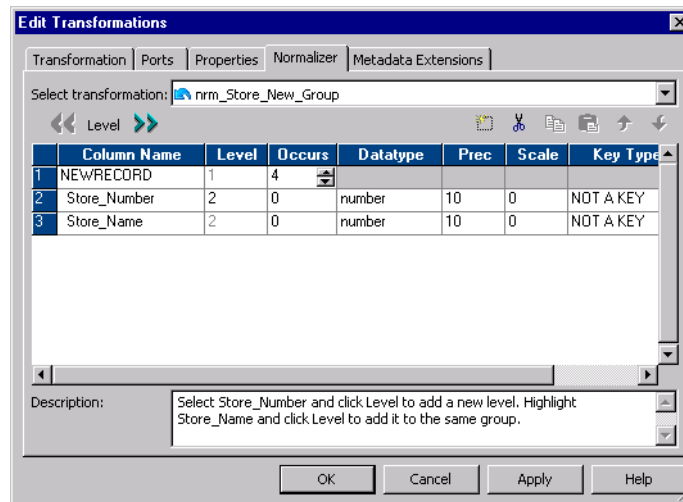 Edit Transformations
Transformation Ports Properties Normalizer Metadata Extensions
Select transformation: nrm_Store_New_Group
Level
Column Name Level Occurs Datatype Prec Scale Key Type
1 NEWRECORD 1 4
2 Store_Number 2 0 number 10 0 NOT A KEY
3 Store_Name 2 0 number 10 0 NOT A KEY
Description: Select Store_Number and click Level to add a new level. Highlight
Store_Name and click Level to add it to the same group.
OK Cancel Apply Help